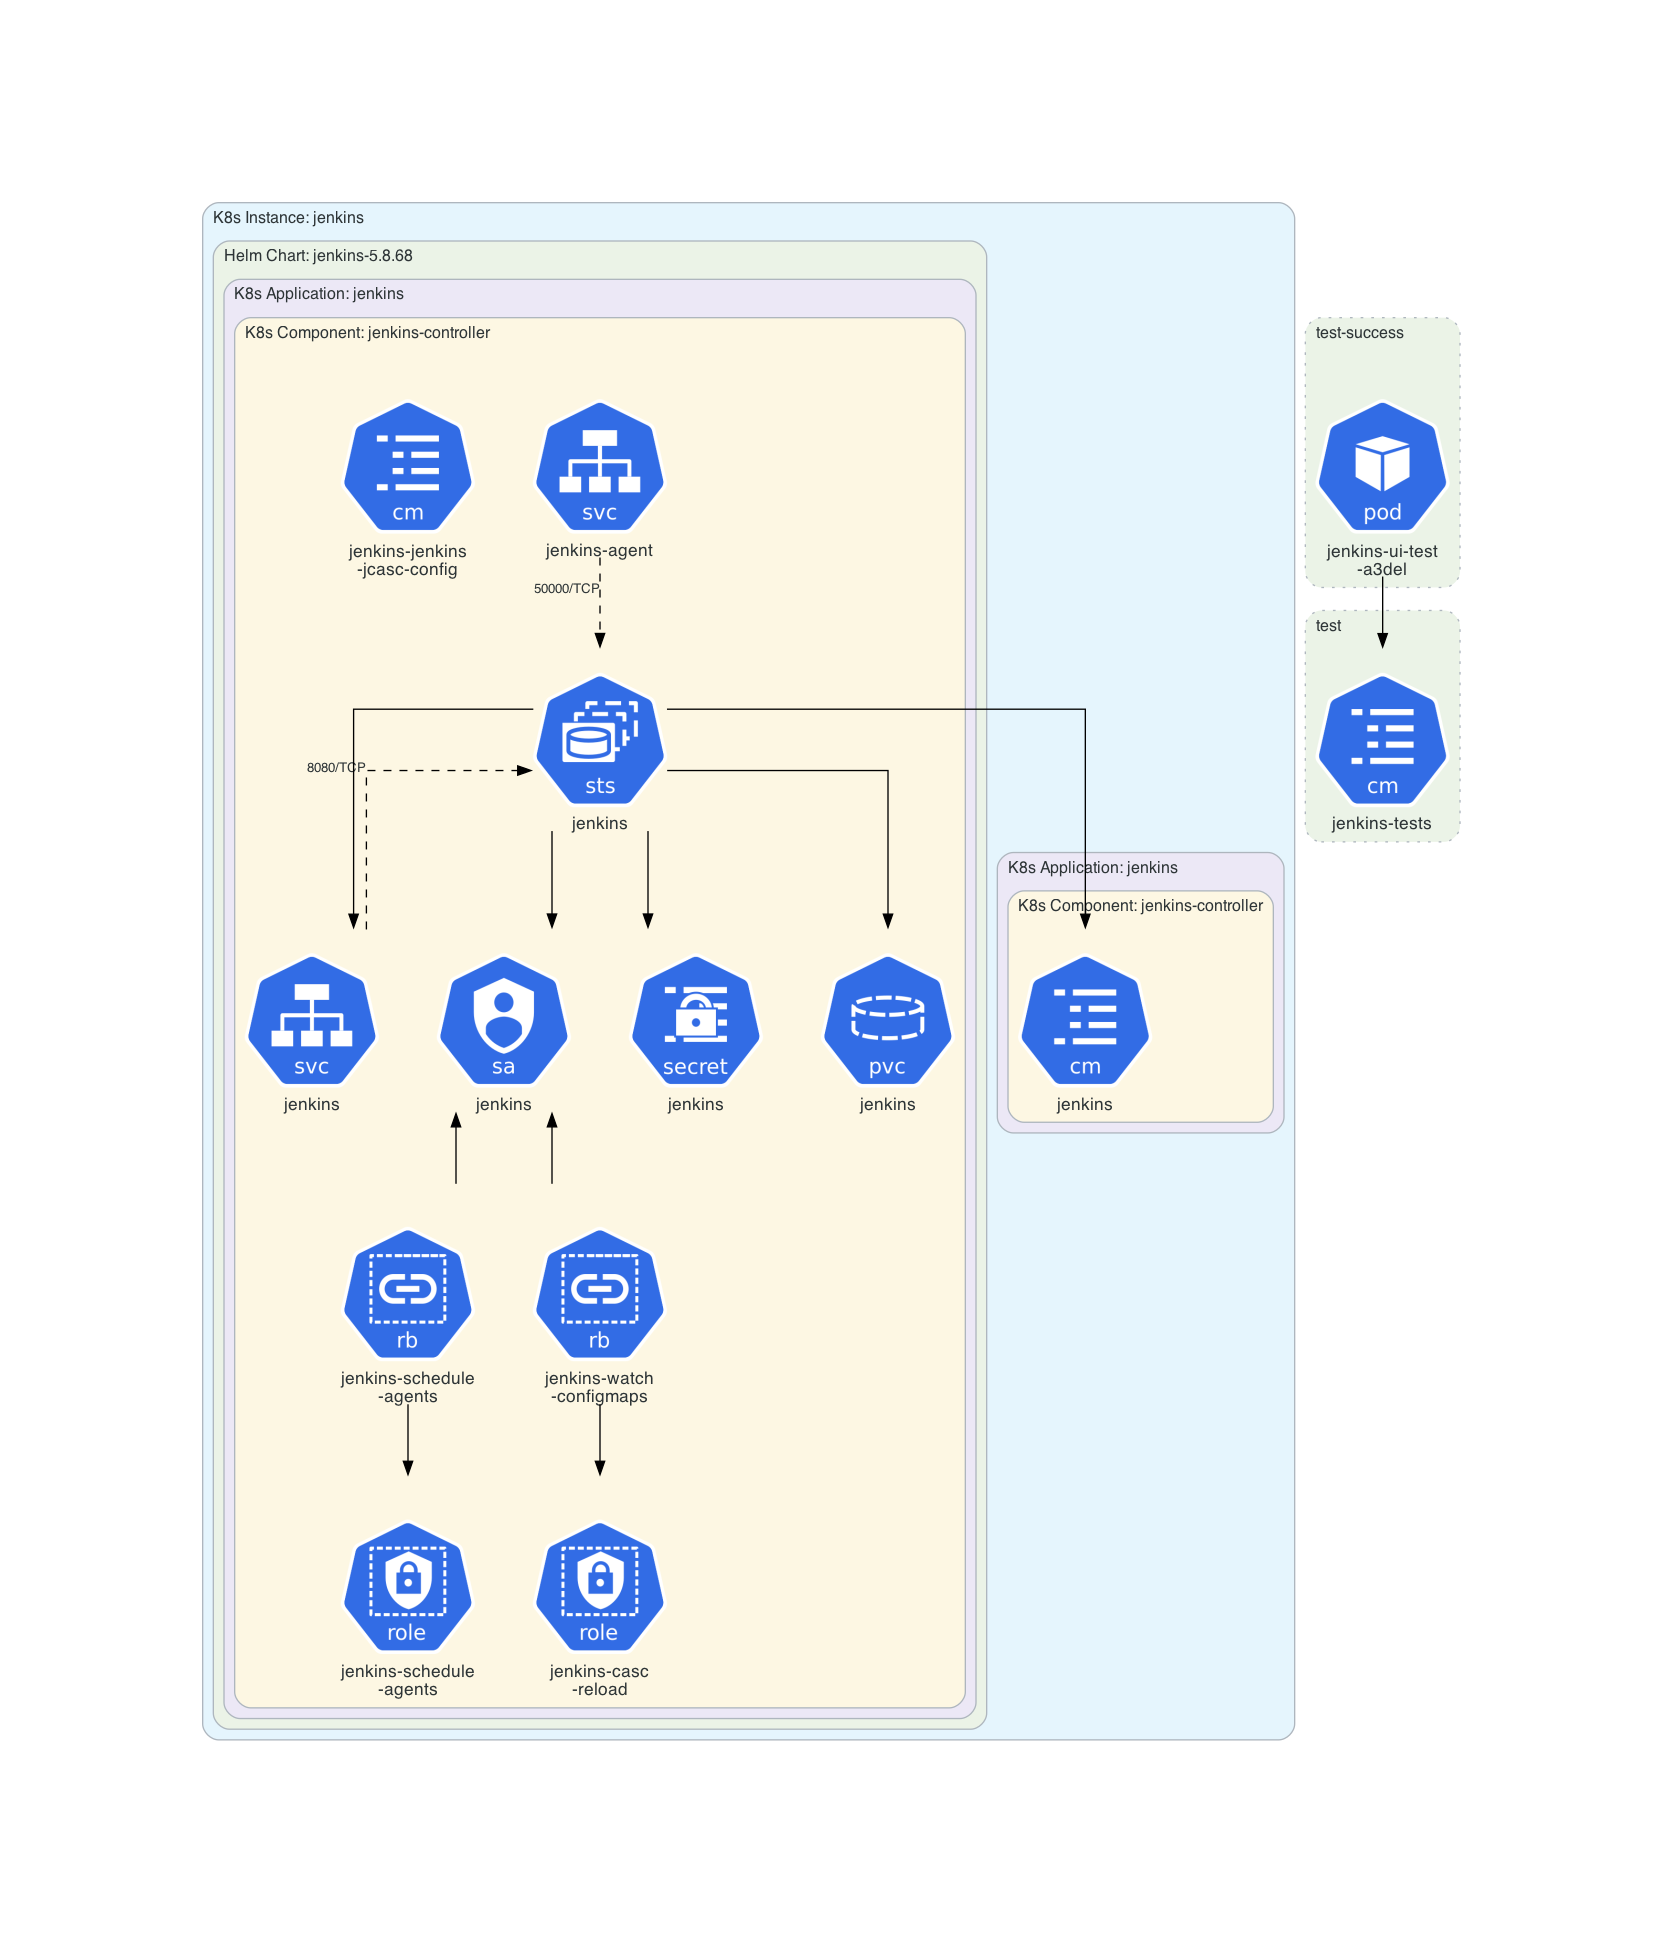 K8s Instance: jenkins
Helm Chart: jenkins-5.8.68
K8s Application: jenkins
K8s Component: jenkins-controller
test-success
cm
svc
pod
jenkins-jenkins
-jcasc-config
jenkins-agent
jenkins-ui-test
-a3del
50000/TCP
test
8080/TCP
sts
jenkins
cm
jenkins-tests
K8s Application: jenkins
K8s Component: jenkins-controller
svc
sa
secret
pvc
cm
jenkins
jenkins
jenkins
jenkins
jenkins
rb
rb
jenkins-schedule
-agents
jenkins-watch
-configmaps
role
role
jenkins-schedule
-agents
jenkins-casc
-reload